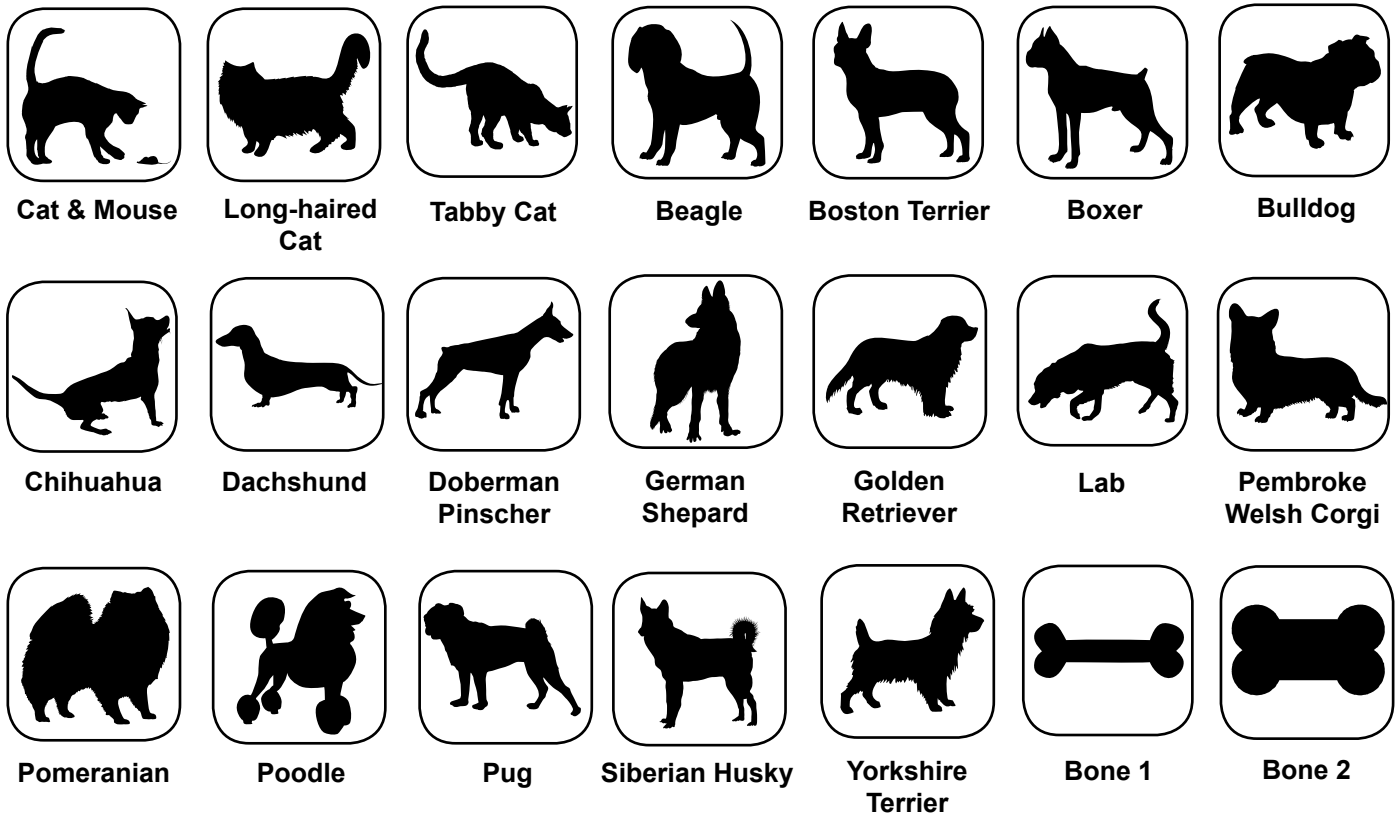 Cat & Mouse
Long-haired
Cat
Tabby Cat
Beagle
Boston Terrier
Boxer
Bulldog
Chihuahua
Dachshund
Doberman
Pinscher
German
Shepard
Golden
Retriever
Lab
Pembroke
Welsh Corgi
Pomeranian
Poodle
Pug
Siberian Husky
Yorkshire
Terrier
Bone 1
Bone 2